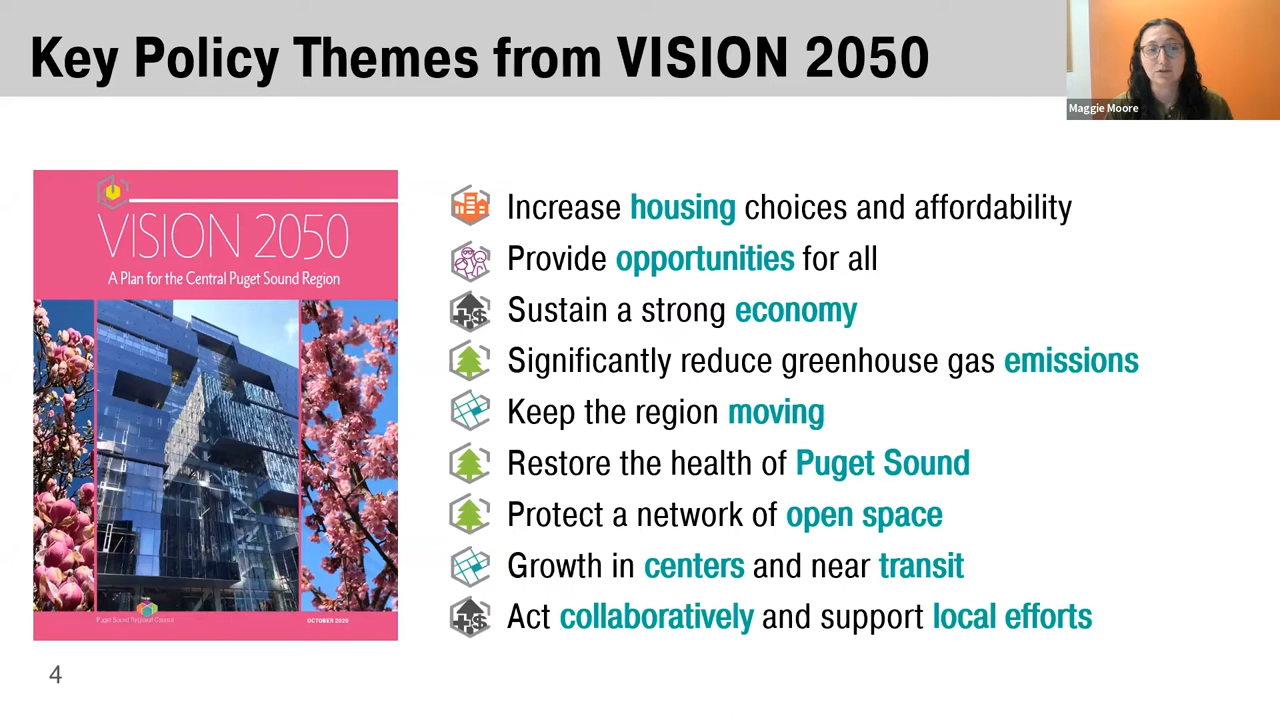 Key Policy Themes from VISION 2050
Maggie Moore
VISION 2050
A Plan for the Central Puget Sound Region
Puget Sound Regional Council
OCTOBER 2020
Increase housing choices and affordability
Provide opportunities for all
Sustain a strong economy
Significantly reduce greenhouse gas emissions
Keep the region moving
Restore the health of Puget Sound
Protect a network of open space
Growth in centers and near transit
Act collaboratively and support local efforts
4